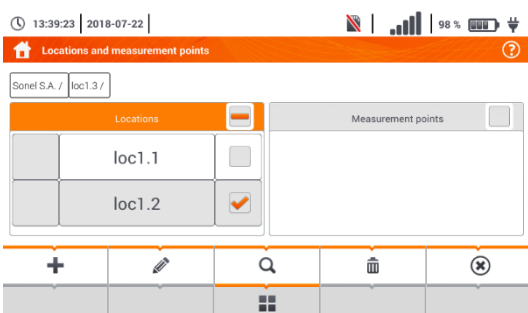 13:39:23 2018-07-22 98 %
Locations and measurement points ?
Sonel S.A. / loc1.3 /
Locations Measurement points
loc1.1
loc1.2